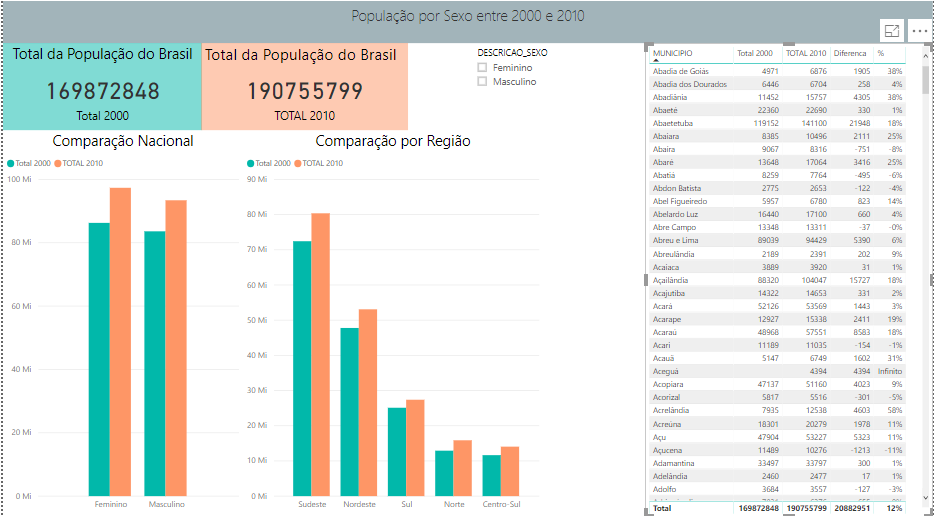 População por Sexo entre 2000 e 2010
Total da População do Brasil
169872848
Total 2000
Total da População do Brasil
190755799
TOTAL 2010
DESCRICAO_SEXO
Feminino
Masculino
Comparação Nacional
Total 2000 TOTAL 2010
100 Mi
80 Mi
60 Mi
40 Mi
20 Mi
0 Mi
Feminino Masculino
Comparação por Região
Total 2000 TOTAL 2010
90 Mi
80 Mi
70 Mi
60 Mi
50 Mi
40 Mi
30 Mi
20 Mi
10 Mi
0 Mi
Sudeste Nordeste Sul Norte Centro-Sul
MUNICIPIO Total 2000 TOTAL 2010 Diferenca %
Abadia de Goiás 4971 6876 1905 38%
Abadia dos Dourados 6446 6704 258 4%
Abadiânia 11452 15757 4305 38%
Abaeté 22360 22690 330 1%
Abaetetuba 119152 141100 21948 18%
Abaiara 8385 10496 2111 25%
Abaíra 9067 8316 -751 -8%
Abaré 13648 17064 3416 25%
Abatiá 8259 7764 -495 -6%
Abdon Batista 2775 2653 -122 -4%
Abel Figueiredo 5957 6780 823 14%
Abelardo Luz 16440 17100 660 4%
Abre Campo 13348 13311 -37 -0%
Abreu e Lima 89039 94429 5390 6%
Abreulândia 2189 2391 202 9%
Acaiaca 3889 3920 31 1%
Açailândia 88320 104047 15727 18%
Acajutiba 14322 14653 331 2%
Acará 52126 53569 1443 3%
Acarape 12927 15338 2411 19%
Acaraú 48968 57551 8583 18%
Acari 11189 11035 -154 -1%
Acauã 5147 6749 1602 31%
Aceguá 4394 4394 Infinito
Acopiara 47137 51160 4023 9%
Acorizal 5817 5516 -301 -5%
Acrelândia 7935 12538 4603 58%
Acreúna 18301 20279 1978 11%
Açu 47904 53227 5323 11%
Açucena 11489 10276 -1213 -11%
Adamantina 33497 33797 300 1%
Adelândia 2460 2477 17 1%
Adolfo 3684 3557 -127 -3%
Total 169872848 190755799 20882951 12%